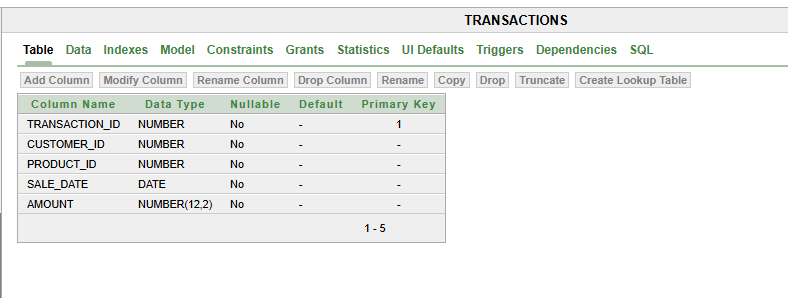 TRANSACTIONS
Table Data Indexes Model Constraints Grants Statistics UI Defaults Triggers Dependencies SQL
Add Column Modify Column Rename Column Drop Column Rename Copy Drop Truncate Create Lookup Table
Column Name Data Type Nullable Default Primary Key
TRANSACTION_ID NUMBER No - 1
CUSTOMER_ID NUMBER No - -
PRODUCT_ID NUMBER No - -
SALE_DATE DATE No - -
AMOUNT NUMBER(12,2) No - -
1 - 5